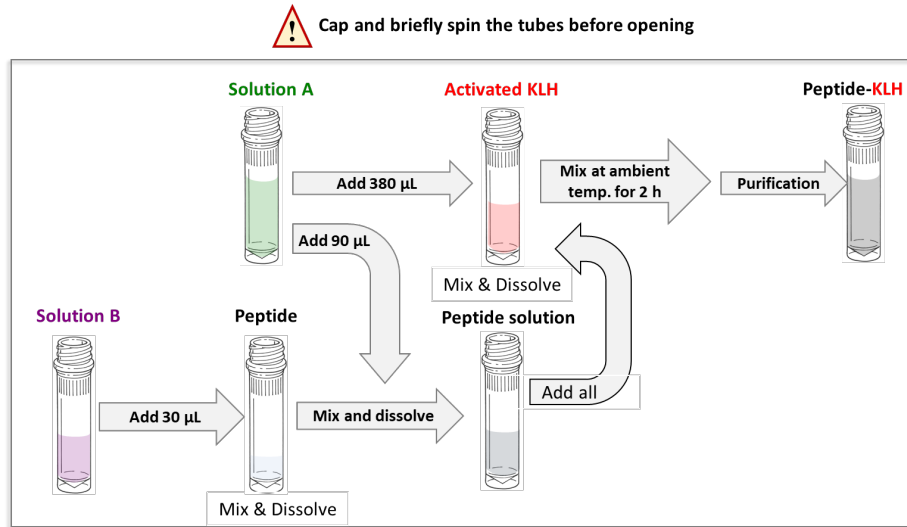 ! Cap and briefly spin the tubes before opening
Solution A
Activated KLH
Peptide-KLH
Add 380 µL
Mix at ambient
temp. for 2 h
Purification
Add 90 µL
Mix & Dissolve
Solution B
Peptide
Peptide solution
Add 30 µL
Mix and dissolve
Add all
Mix & Dissolve